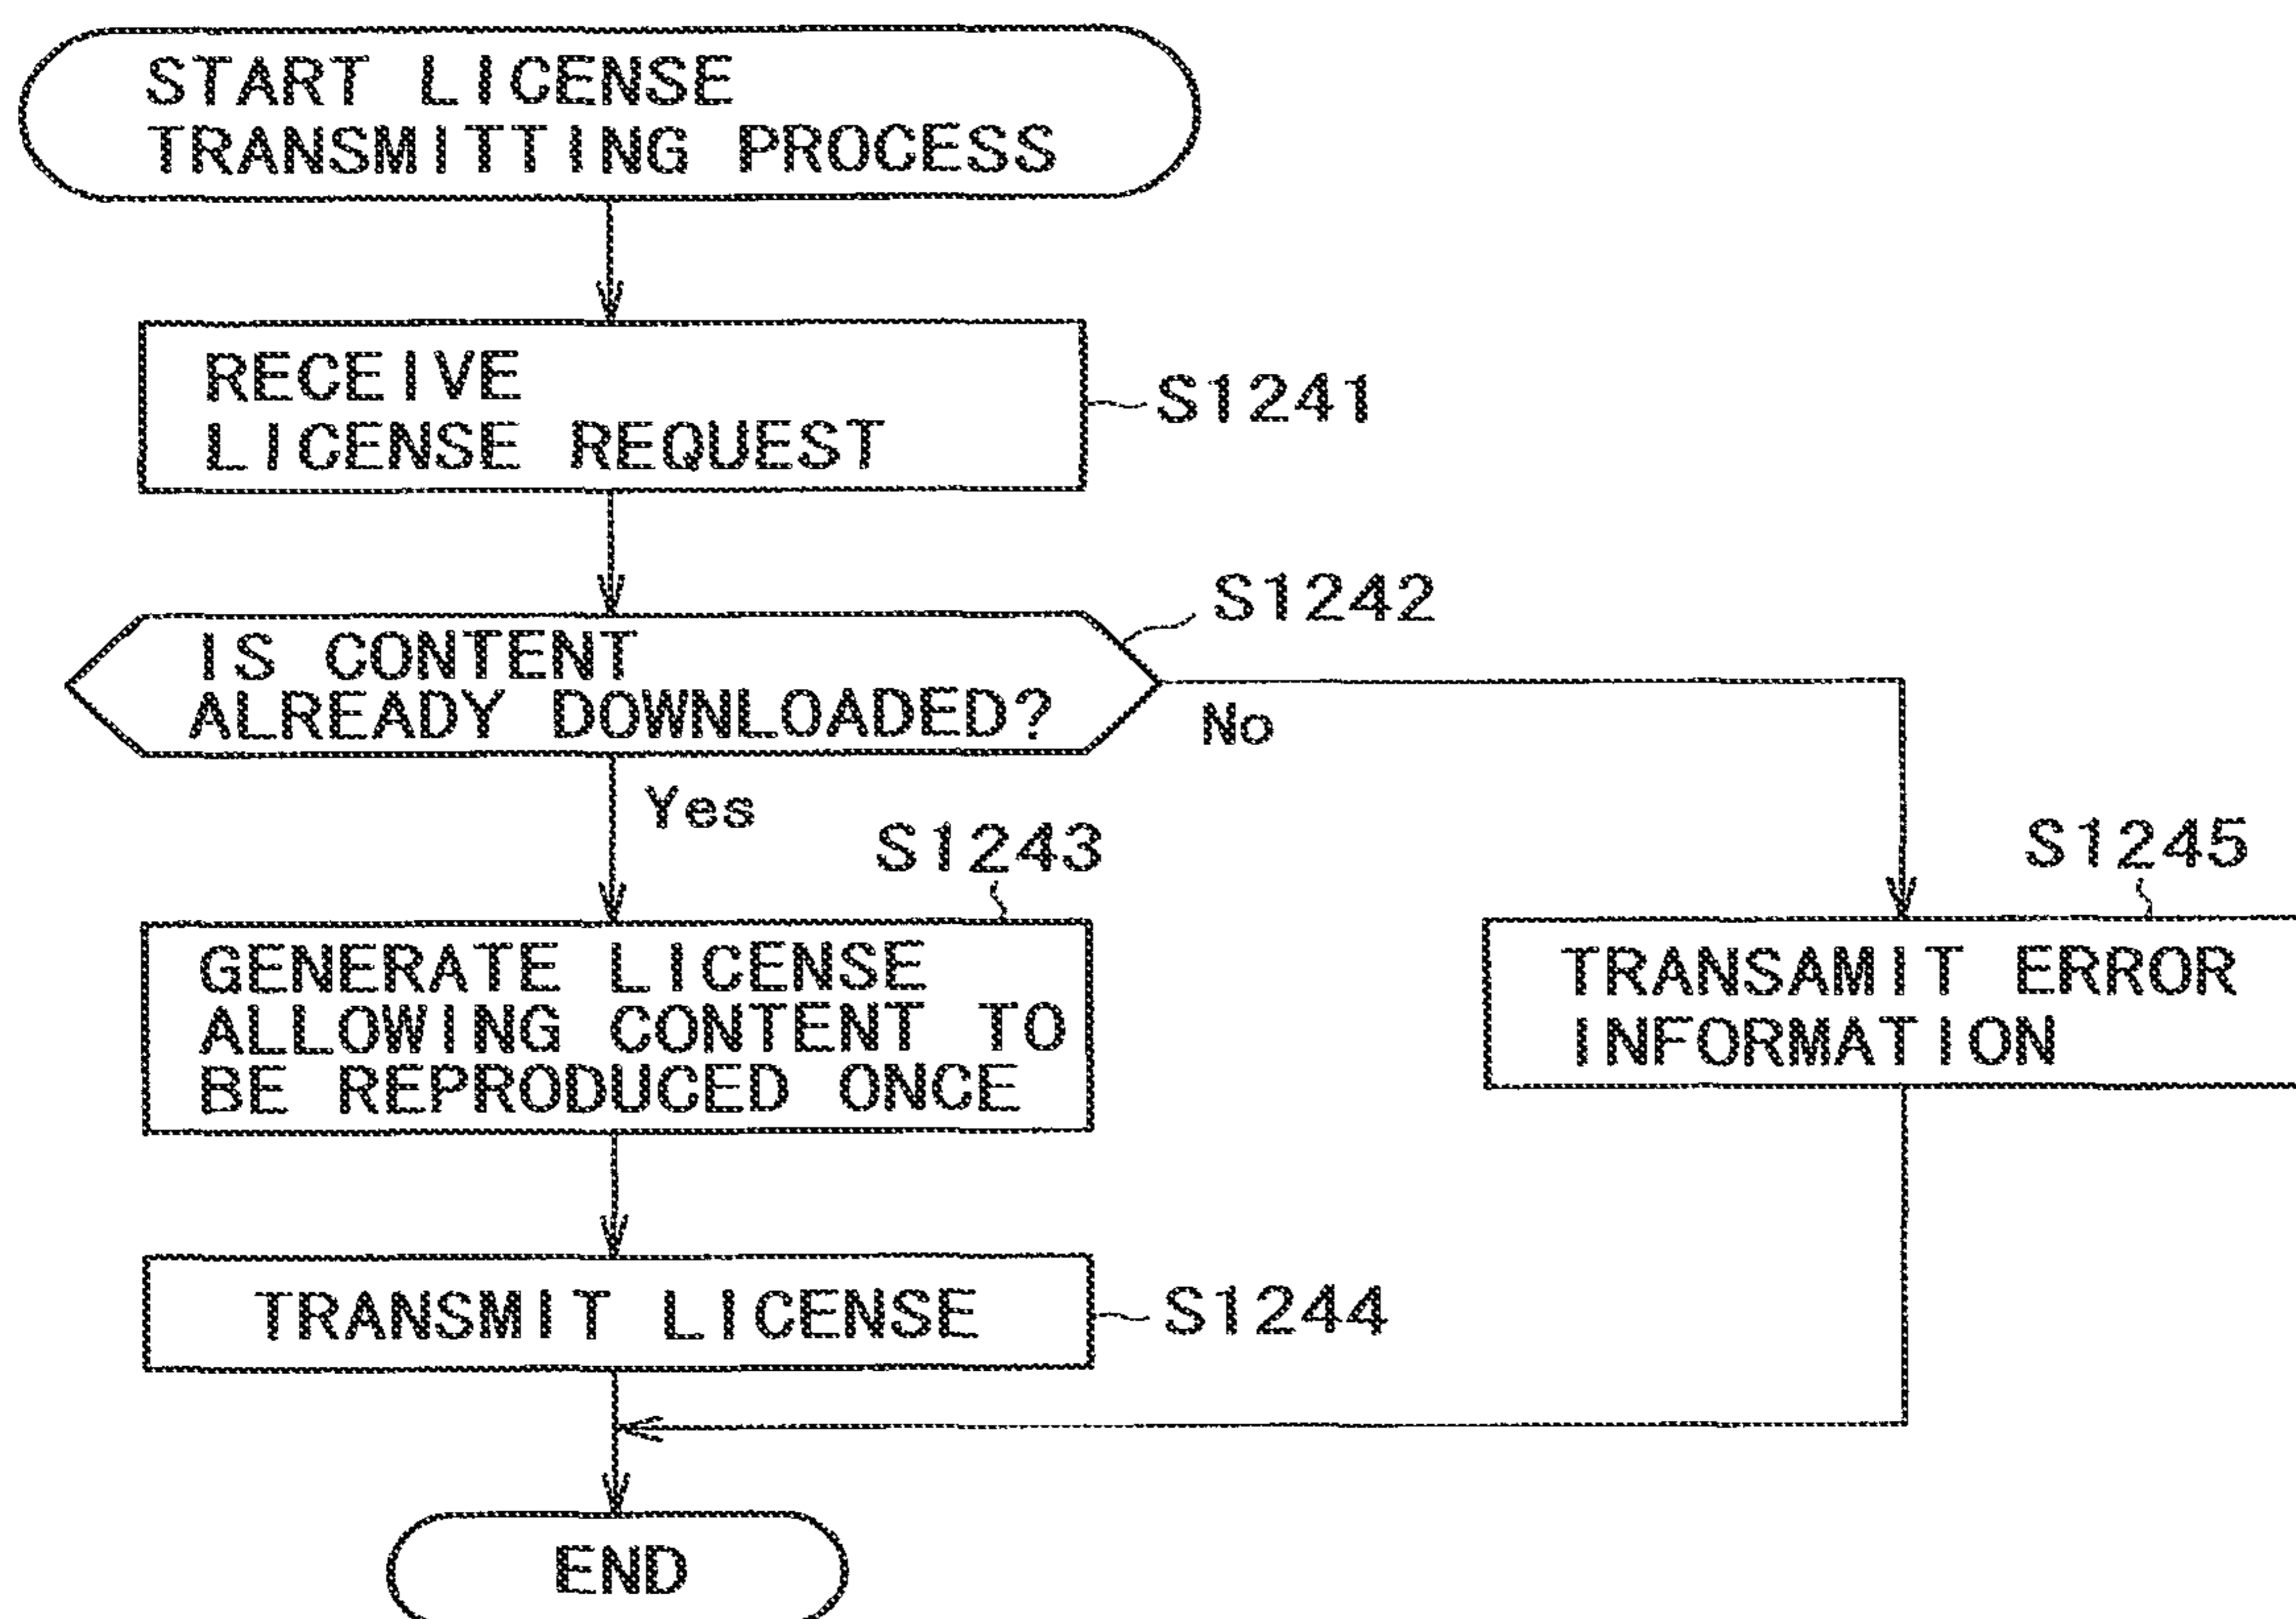 START LICENSE
TRANSMITTING PROCESS
RECEIVE
LICENSE REQUEST
S1241
S1242
IS CONTENT
ALREADY DOWNLOADED?
No
Yes
S1243
GENERATE LICENSE
ALLOWING CONTENT TO
BE REPRODUCED ONCE
S1245
TRANSAMIT ERROR
INFORMATION
TRANSMIT LICENSE
S1244
END